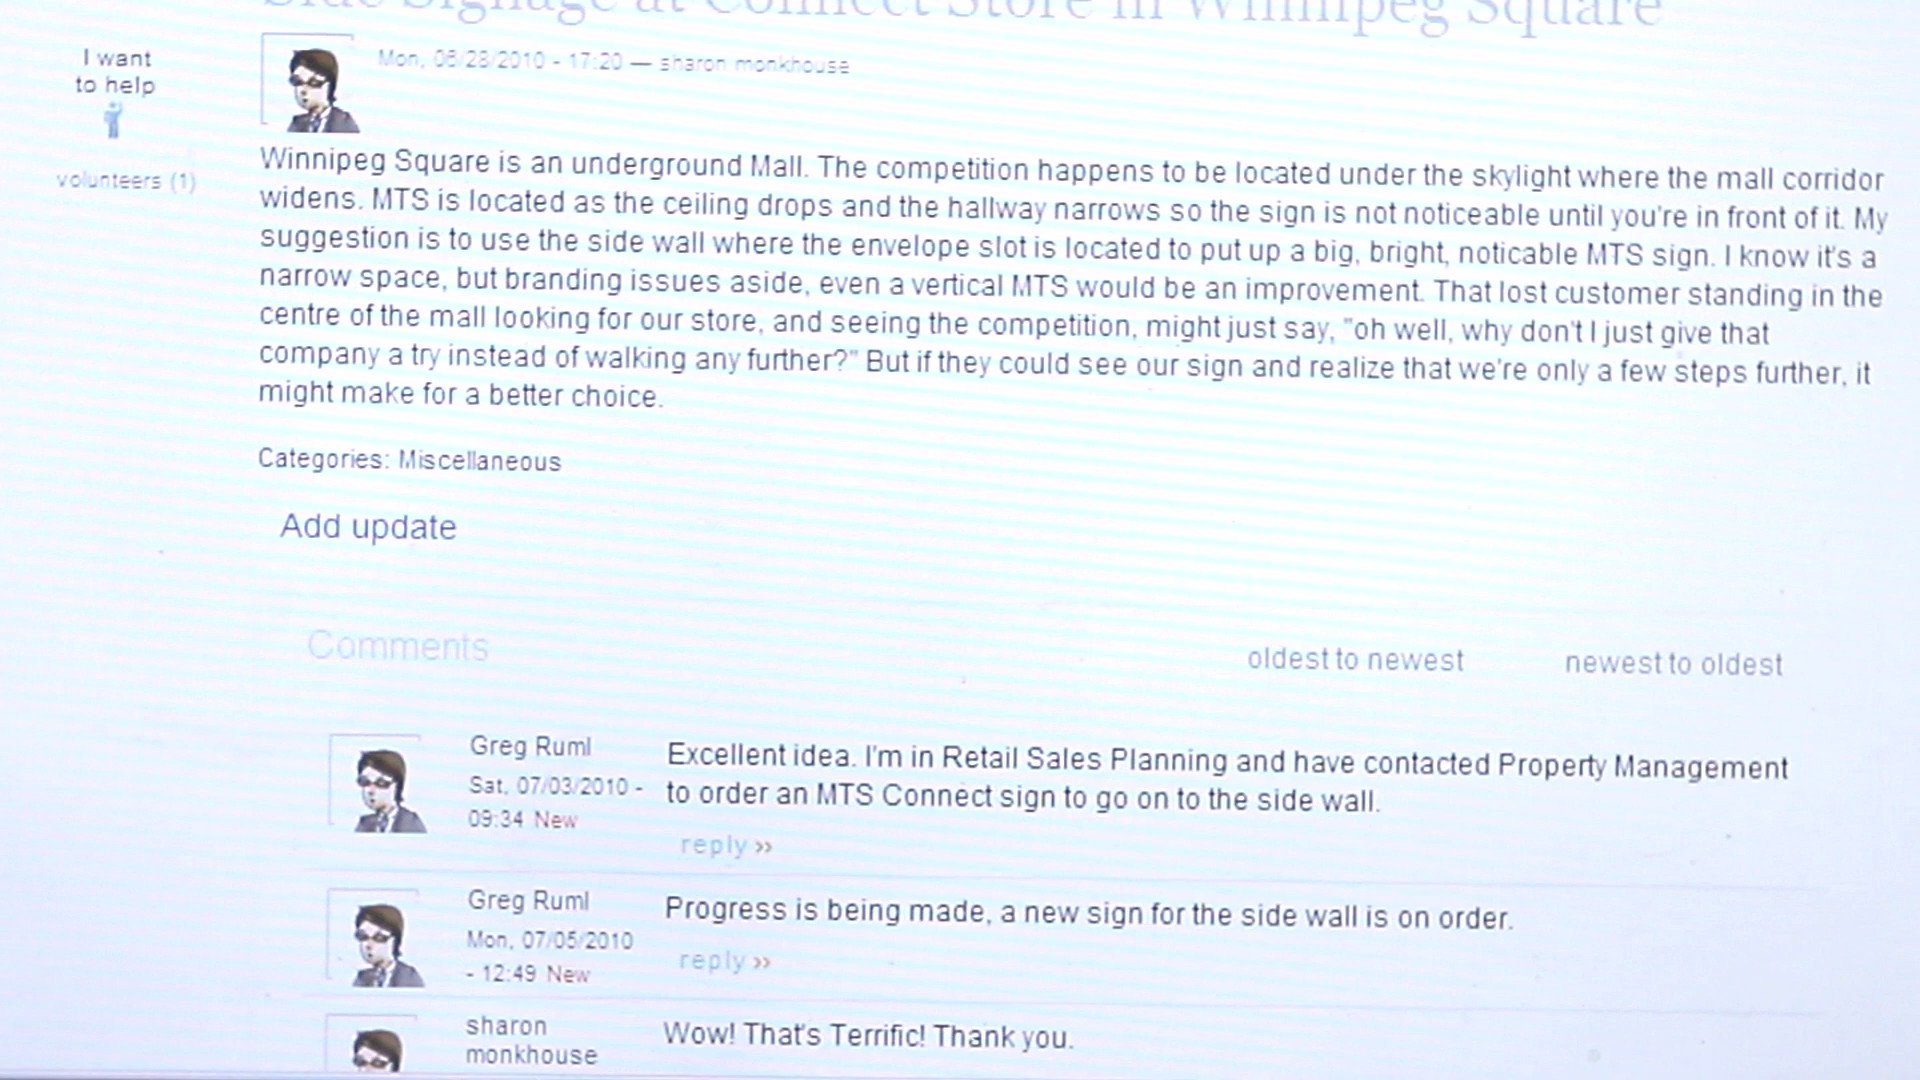 Side Signage at Connect Store in Winnipeg Square
I want
to help
volunteers (1)
Mon, 06/28/2010 - 17:20 — sharon monkhouse
Winnipeg Square is an underground Mall. The competition happens to be located under the skylight where the mall corridor
widens. MTS is located as the ceiling drops and the hallway narrows so the sign is not noticeable until you're in front of it. My
suggestion is to use the side wall where the envelope slot is located to put up a big, bright, noticable MTS sign. I know it's a
narrow space, but branding issues aside, even a vertical MTS would be an improvement. That lost customer standing in the
centre of the mall looking for our store, and seeing the competition, might just say, "oh well, why don't I just give that
company a try instead of walking any further?" But if they could see our sign and realize that we're only a few steps further, it
might make for a better choice.
Categories: Miscellaneous
Add update
Comments
oldest to newest newest to oldest
Greg Ruml
Sat, 07/03/2010 -
09:34 New
Excellent idea. I'm in Retail Sales Planning and have contacted Property Management
to order an MTS Connect sign to go on to the side wall.
reply »
Greg Ruml
Mon, 07/05/2010
- 12:49 New
Progress is being made, a new sign for the side wall is on order.
reply »
sharon
monkhouse
Wow! That's Terrific! Thank you.